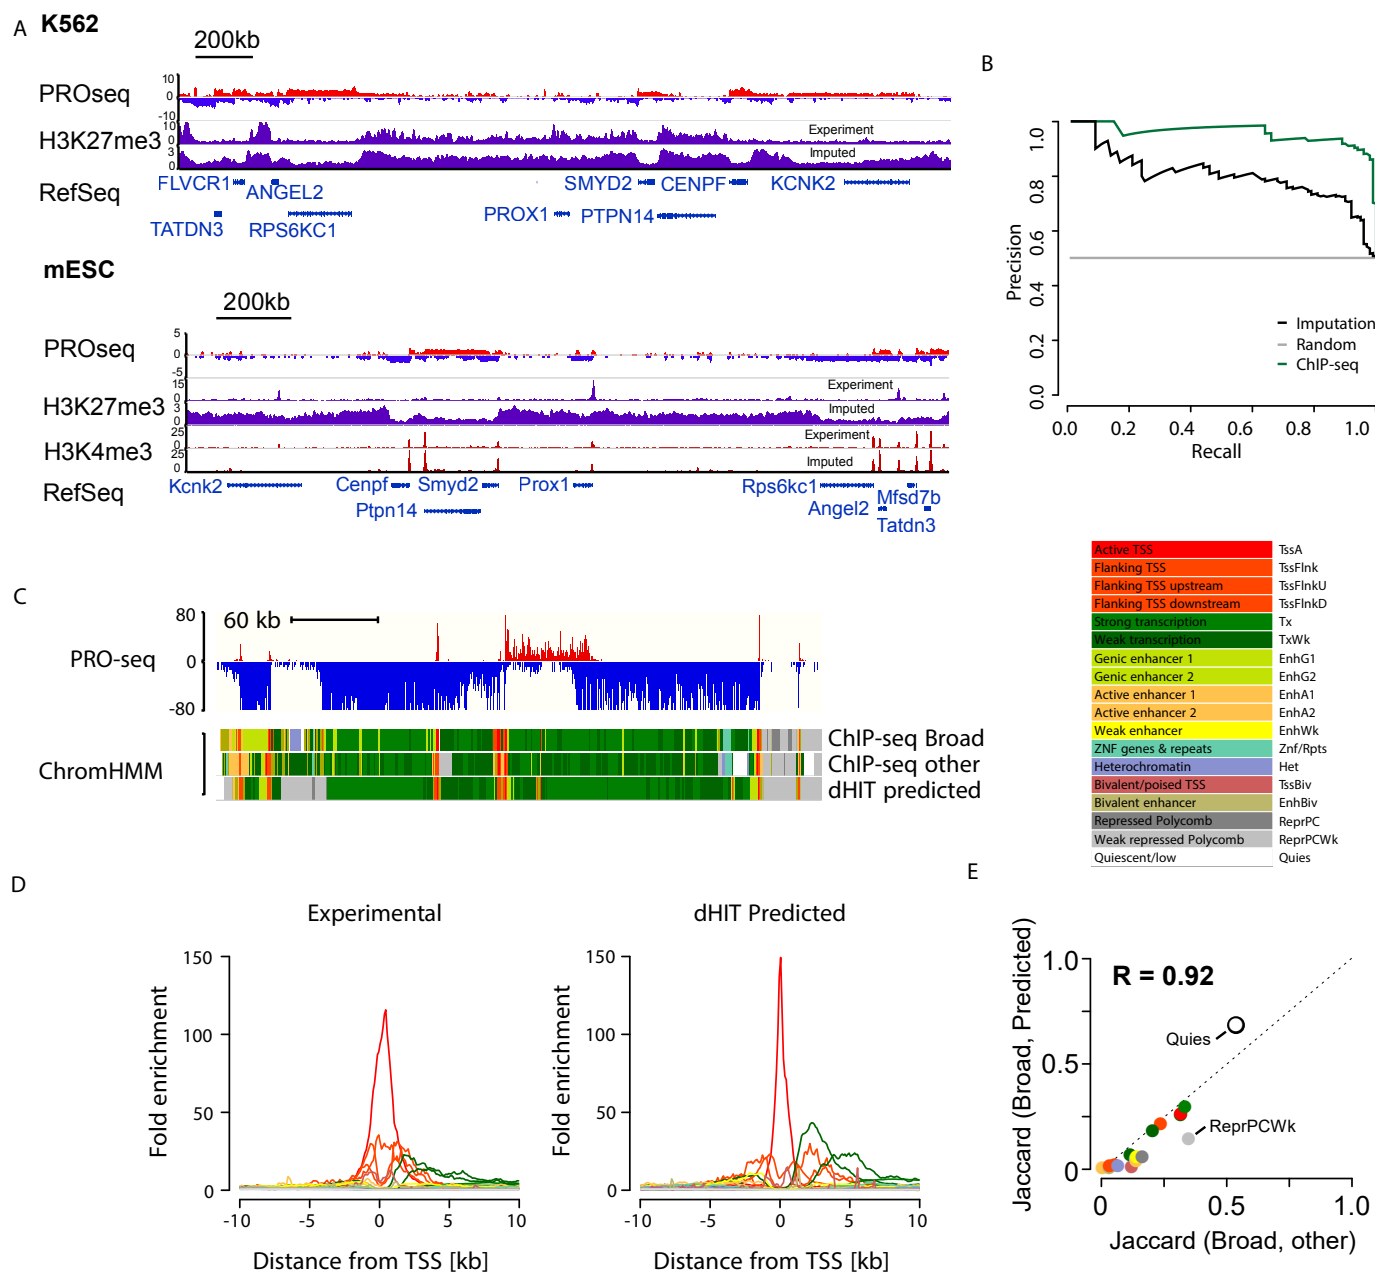 A K562
200kb
PROseq
10
0
-10
H3K27me3
10
0
Experiment
3
0
Imputed
RefSeq
FLVCR1
ANGEL2
SMYD2
CENPF
KCNK2
TATDN3
RPS6KC1
PROX1
PTPN14
mESC
200kb
PROseq
5
0
-5
H3K27me3
15
0
Experiment
3
0
Imputed
H3K4me3
25
0
Experiment
25
0
Imputed
RefSeq
Kcnk2
Cenpf
Smyd2
Prox1
Rps6kc1
Mfsd7b
Ptpn14
Angel2
Tatdn3
B
Precision
1.0
0.8
0.6
0.4
0.2
0.0
Imputation
Random
ChIP-seq
0.0 0.2 0.4 0.6 0.8 1.0
Recall
Active TSS TssA
Flanking TSS TssFlnk
Flanking TSS upstream TssFlnkU
Flanking TSS downstream TssFlnkD
Strong transcription Tx
Weak transcription TxWk
Genic enhancer 1 EnhG1
Genic enhancer 2 EnhG2
Active enhancer 1 EnhA1
Active enhancer 2 EnhA2
Weak enhancer EnhWk
ZNF genes & repeats Znf/Rpts
Heterochromatin Het
Bivalent/poised TSS TssBiv
Bivalent enhancer EnhBiv
Repressed Polycomb ReprPC
Weak repressed Polycomb ReprPCWk
Quiescent/low Quies
C
80
60 kb
PRO-seq
0
-80
ChromHMM
ChIP-seq Broad
ChIP-seq other
dHIT predicted
D
Experimental
Fold enrichment
150
100
50
0
-10 -5 0 5 10
Distance from TSS [kb]
dHIT Predicted
Fold enrichment
150
100
50
0
-10 -5 0 5 10
Distance from TSS [kb]
E
Jaccard (Broad, Predicted)
1.0
0.5
0
R = 0.92
Quies
ReprPCWk
0 0.5 1.0
Jaccard (Broad, other)